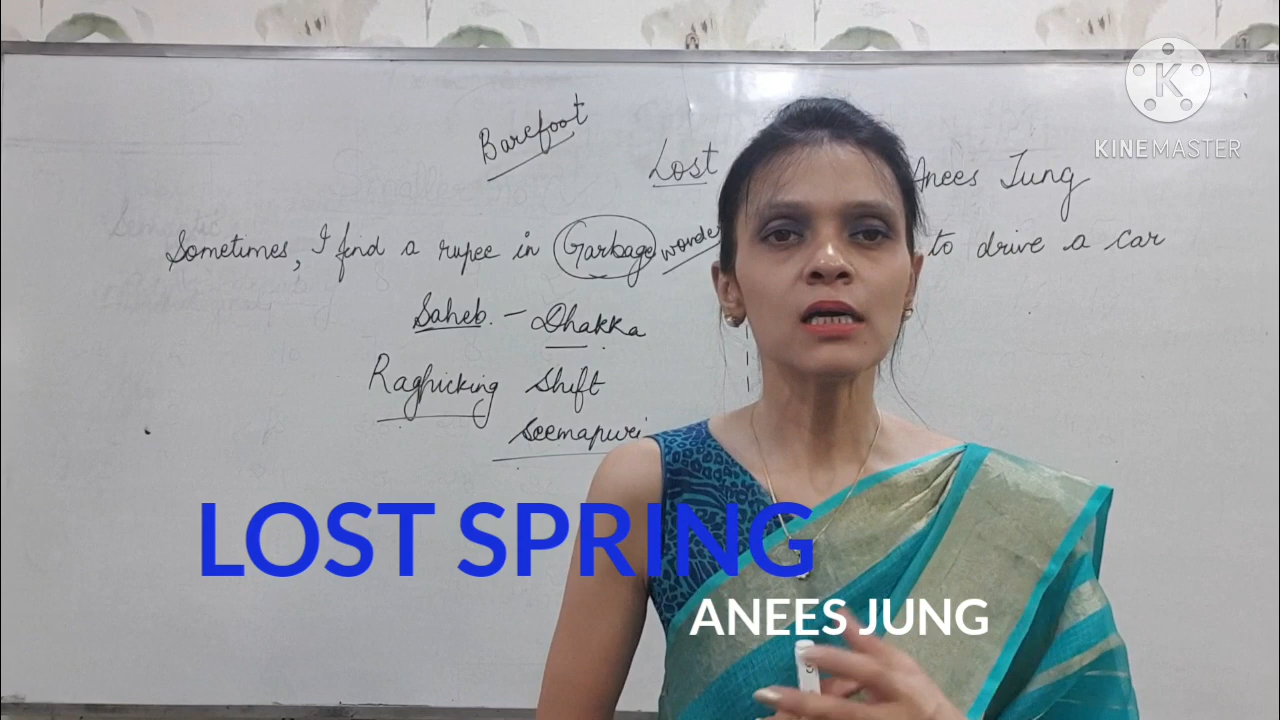 KINEMASTER
Barefoot
Lost Anees Jung
Sometimes, I find a rupee in Garbage wonde to drive a car
Saheb. - Dhakka
Ragpicking Shift
Seemapuri
LOST SPRING
ANEES JUNG